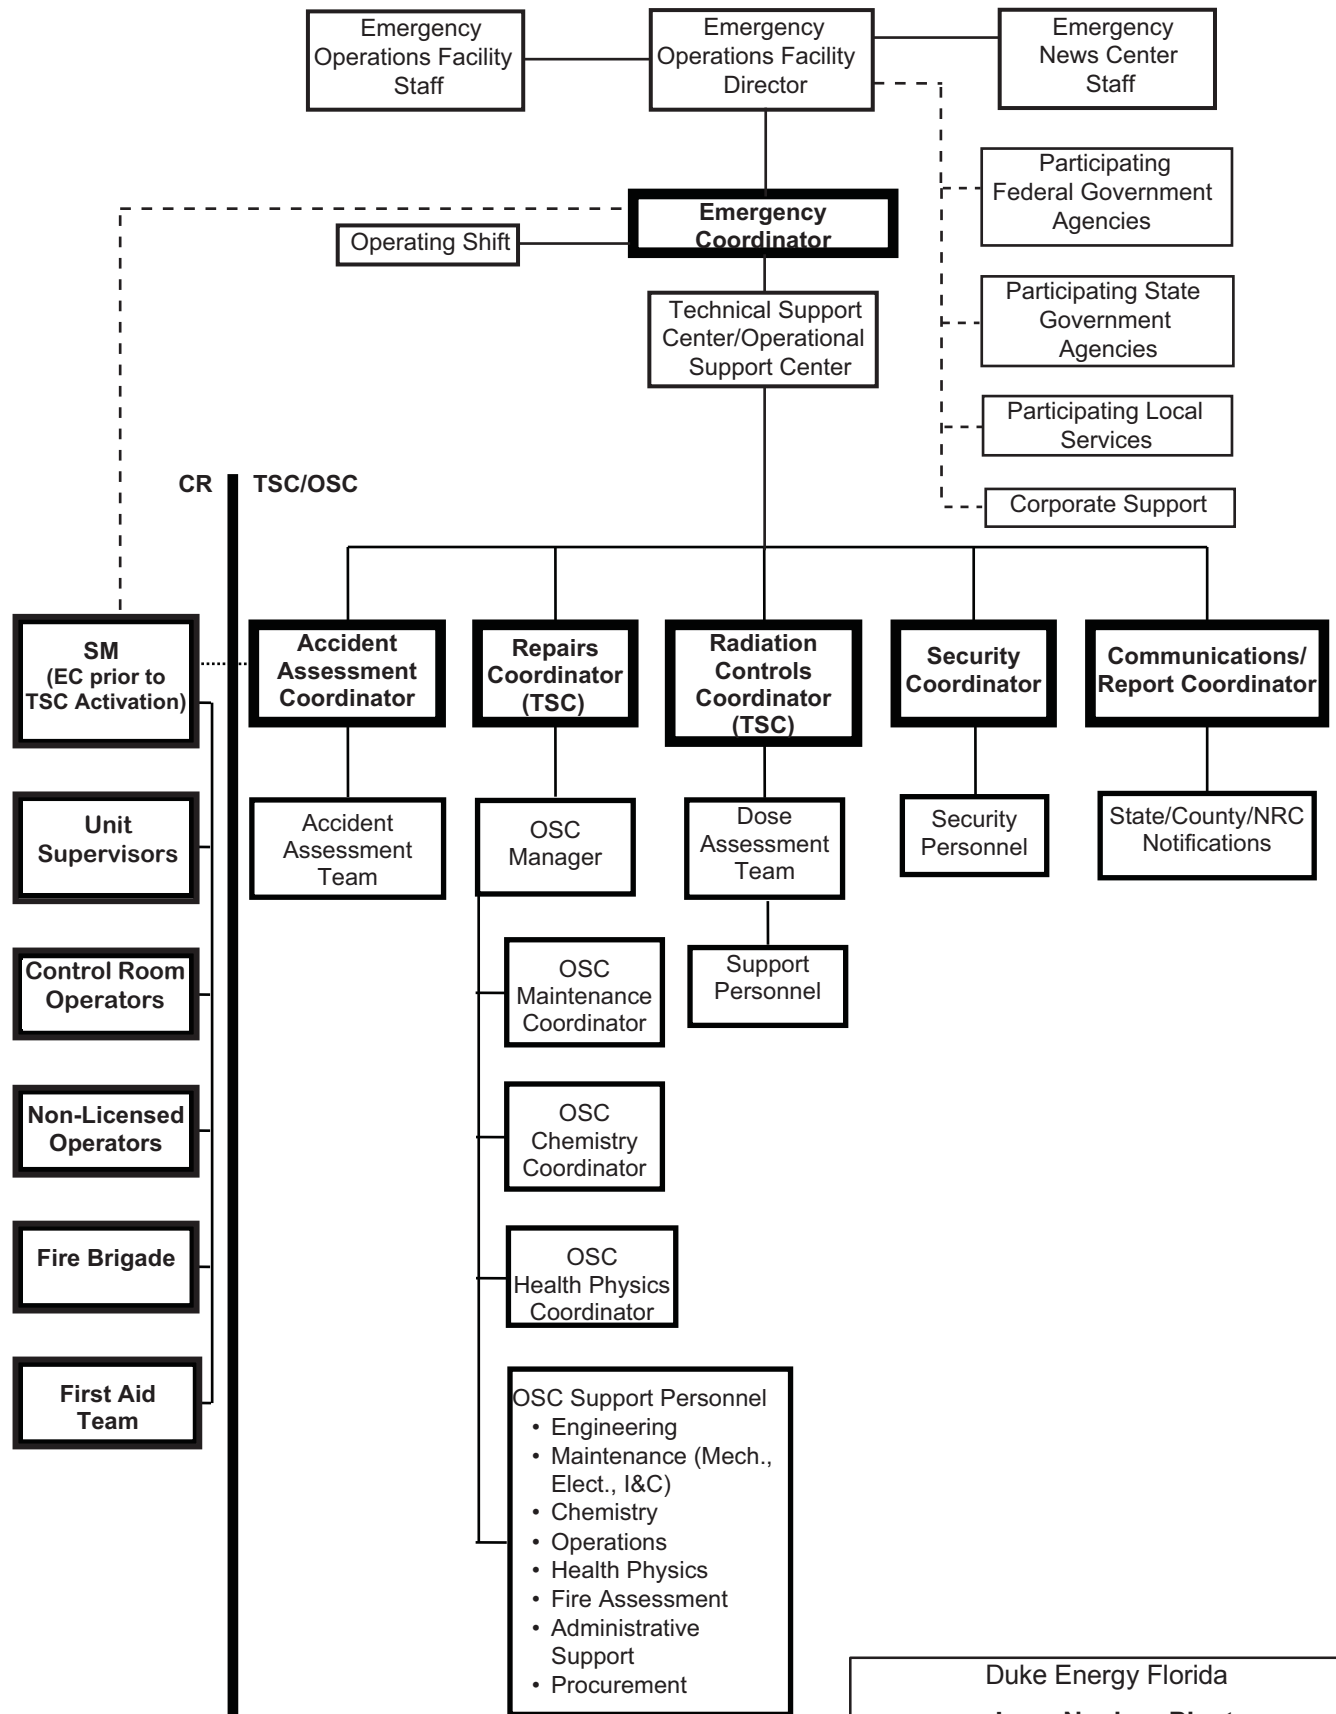 Emergency
Operations Facility
Staff
Emergency
Operations Facility
Director
Emergency
News Center
Staff
Participating
Federal Government
Agencies
Emergency
Coordinator
Operating Shift
Participating State
Government
Agencies
Technical Support
Center/Operational
Support Center
Participating Local
Services
Corporate Support
CR
TSC/OSC
SM
(EC prior to
TSC Activation)
Accident
Assessment
Coordinator
Repairs
Coordinator
(TSC)
Radiation
Controls
Coordinator
(TSC)
Security
Coordinator
Communications/
Report Coordinator
Unit
Supervisors
Accident
Assessment
Team
OSC
Manager
Dose
Assessment
Team
Security
Personnel
State/County/NRC
Notifications
Control Room
Operators
OSC
Maintenance
Coordinator
Support
Personnel
Non-Licensed
Operators
OSC
Chemistry
Coordinator
Fire Brigade
OSC
Health Physics
Coordinator
First Aid
Team
OSC Support Personnel
• Engineering
• Maintenance (Mech.,
Elect., I&C)
• Chemistry
• Operations
• Health Physics
• Fire Assessment
• Administrative
Support
• Procurement
Duke Energy Florida